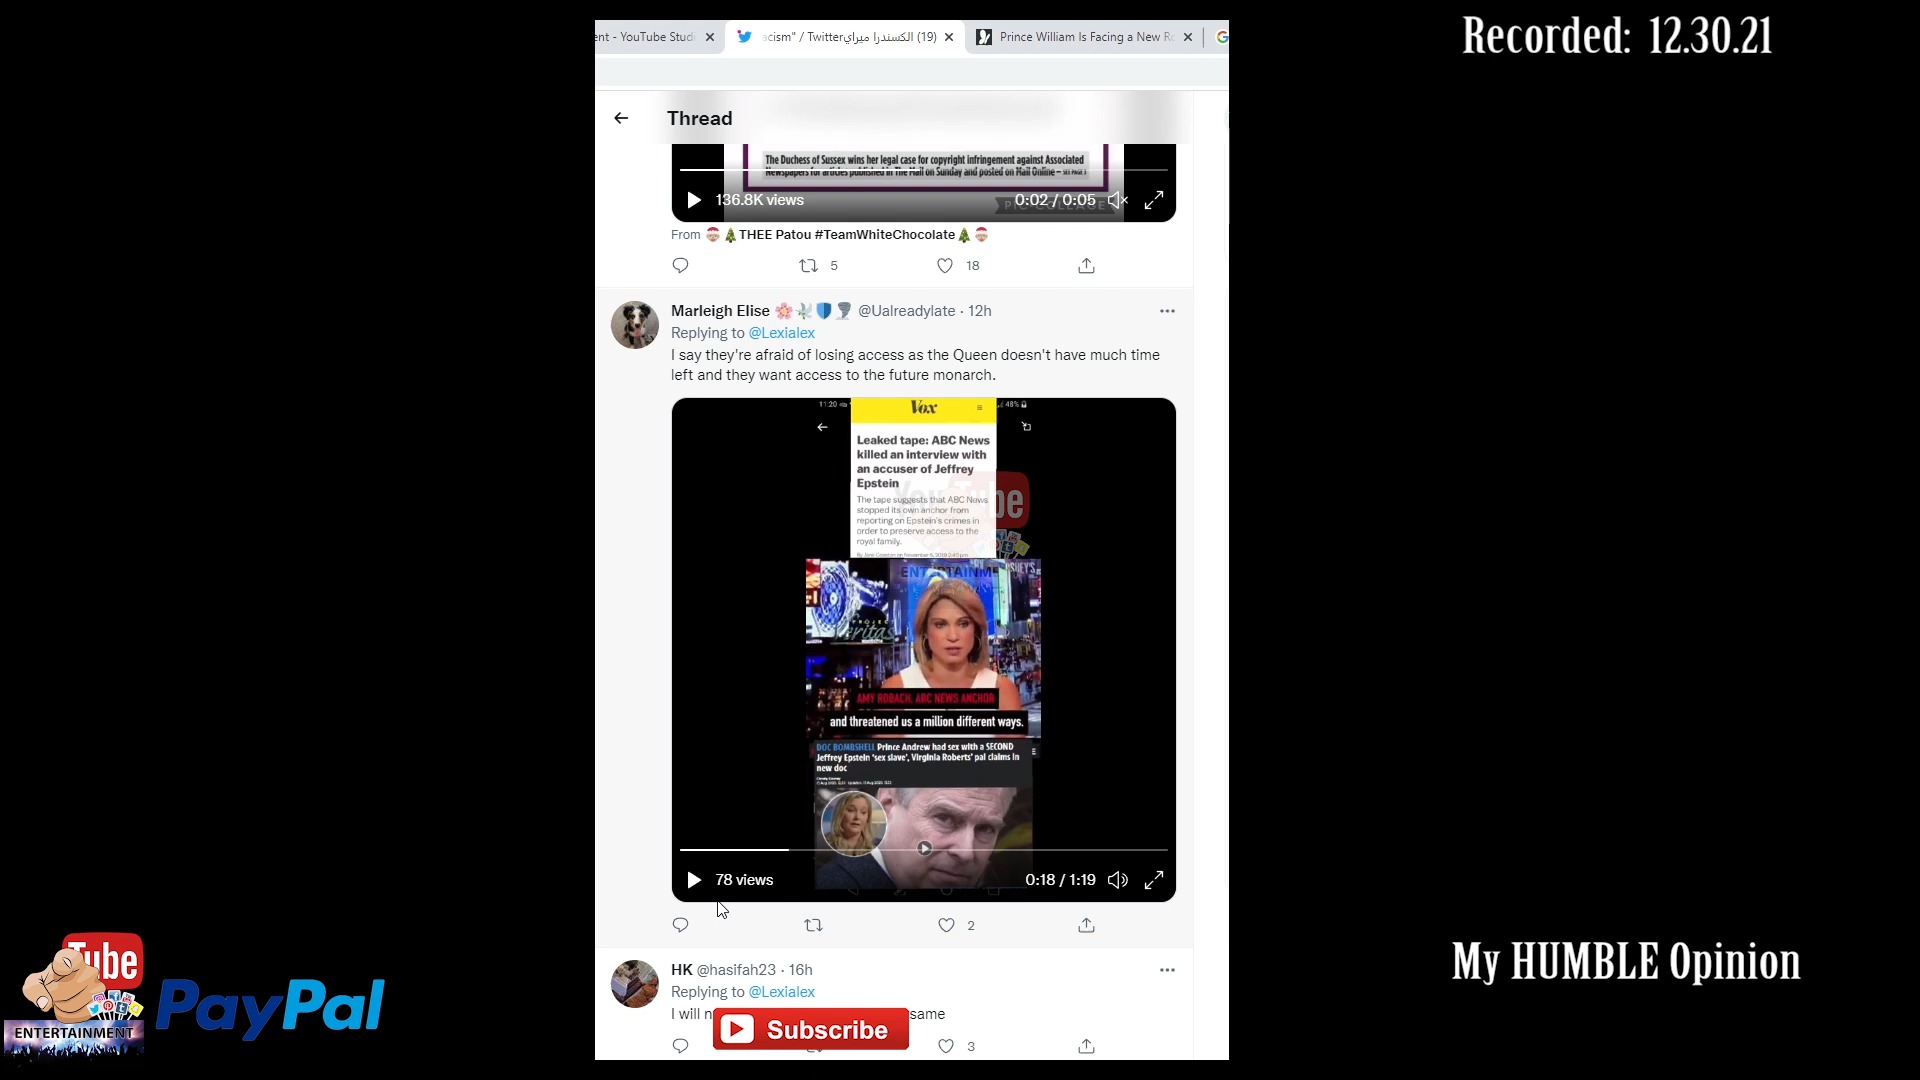 Recorded: 12.30.21
ent - YouTube Stud
acism" / Twitterالكسندرا ميراي (19)
Prince William Is Facing a New R
Thread
The Duchess of Sussex wins her legal case for copyright infringement against Associated
Newspapers for articles published in The Mail on Sunday and posted on Mail Online – SEE PAGE 3
136.8K views
0:02 / 0:05
PIC COLLAGE
From 🎅🎄THEE Patou #TeamWhiteChocolate🎄🎅
5
18
Marleigh Elise 🌸🕊🛡🌪 @Ualreadylate · 12h
Replying to @Lexialex
I say they're afraid of losing access as the Queen doesn't have much time
left and they want access to the future monarch.
11:20
Vox
48%
Leaked tape: ABC News
killed an interview with
an accuser of Jeffrey
Epstein
The tape suggests that ABC News
stopped its own anchor from
reporting on Epstein's crimes in
order to preserve access to the
royal family.
By Jane Coaston on November 5, 2019 2:40 pm
YouTube
ENTERTAINME
PROJECT
Veritas
AMY ROBACH, ABC NEWS ANCHOR
and threatened us a million different ways.
DOC BOMBSHELL Prince Andrew had sex with a SECOND
Jeffrey Epstein 'sex slave', Virginia Roberts' pal claims in
new doc
78 views
0:18 / 1:19
2
HK @hasifah23 · 16h
Replying to @Lexialex
I will n
same
Subscribe
3
Tube
ENTERTAINMENT
PayPal
My HUMBLE Opinion